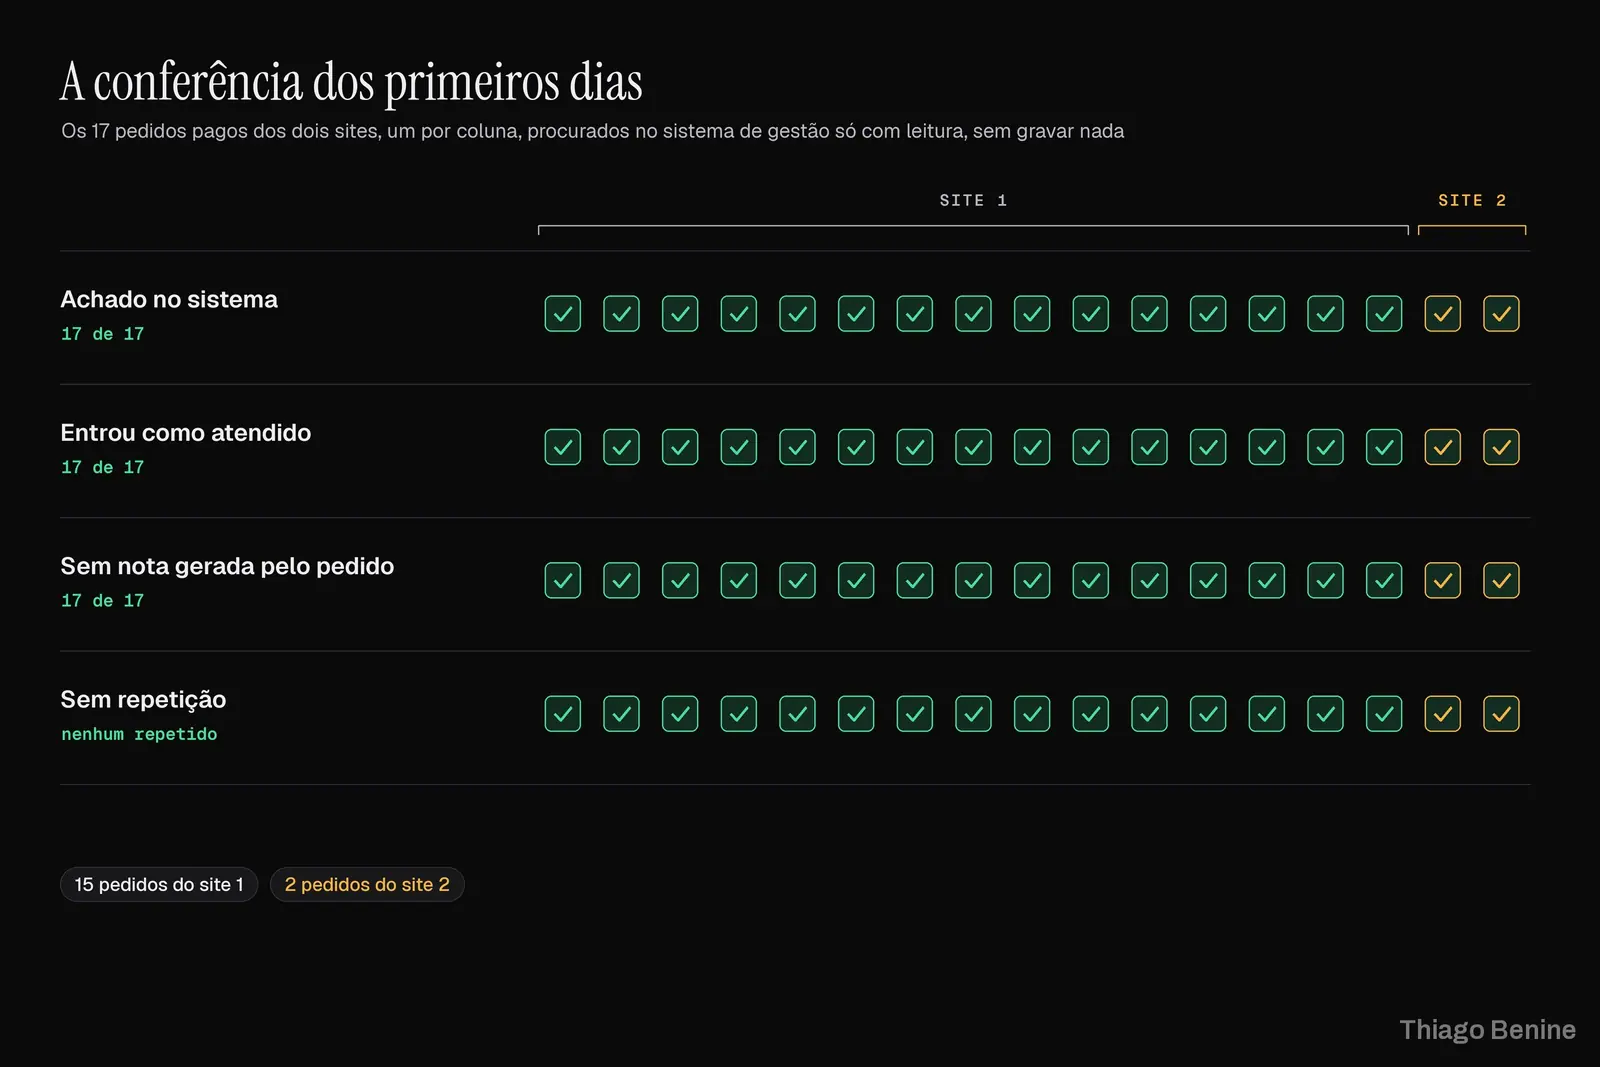 A conferência dos primeiros dias
Os 17 pedidos pagos dos dois sites, um por coluna, procurados no sistema de gestão só com leitura, sem gravar nada
SITE 1
SITE 2
Achado no sistema
17 de 17
Entrou como atendido
17 de 17
Sem nota gerada pelo pedido
17 de 17
Sem repetição
nenhum repetido
15 pedidos do site 1
2 pedidos do site 2
Thiago Benine